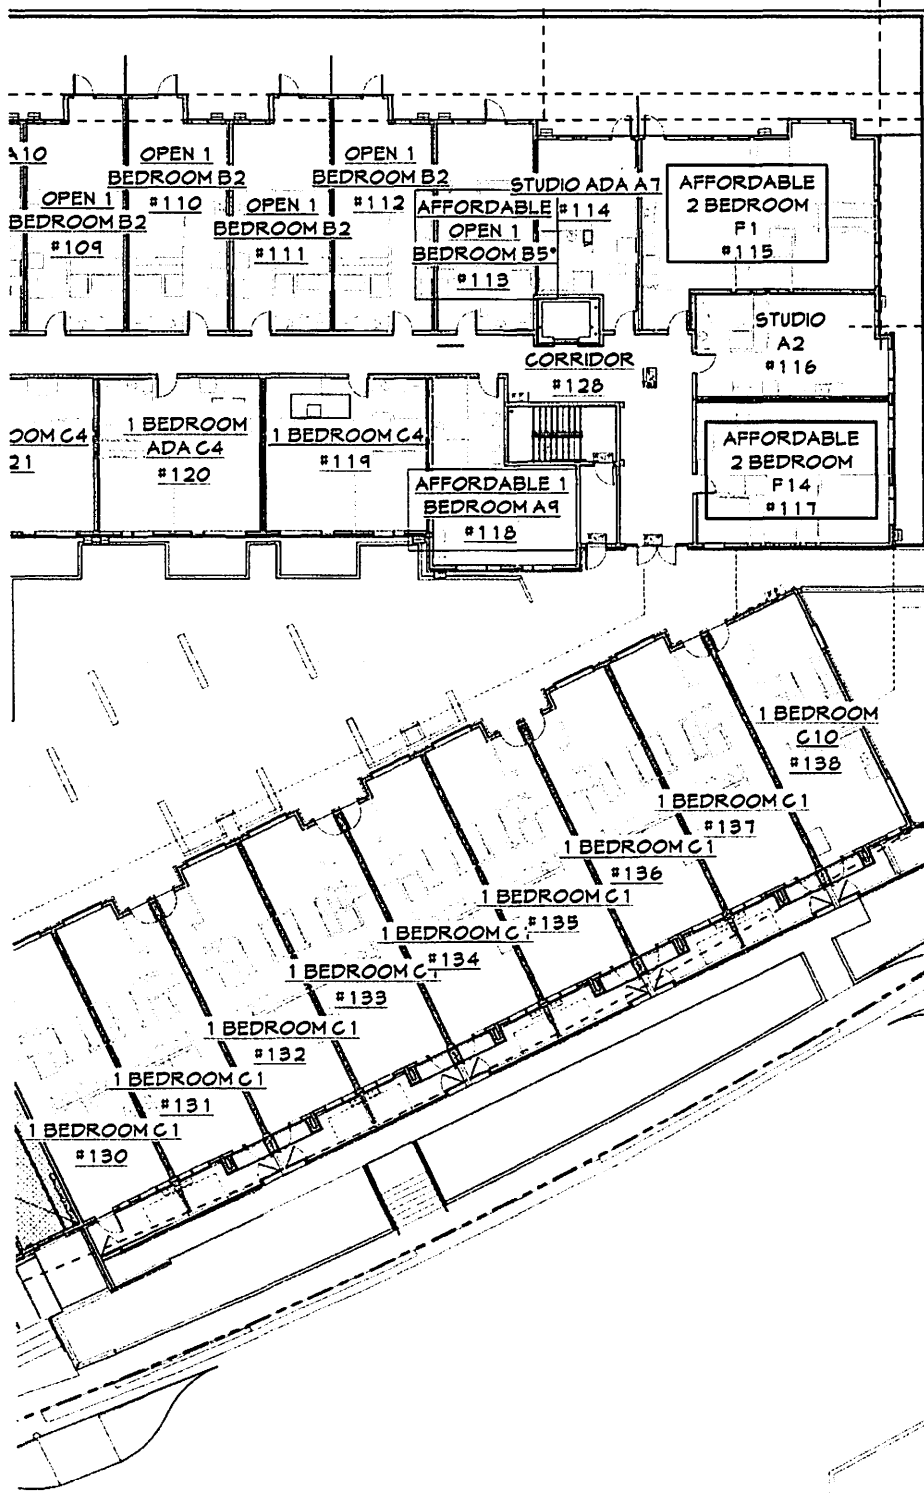 A10
OPEN 1
BEDROOM B2
#109
OPEN 1
BEDROOM B2
#110
OPEN 1
BEDROOM B2
#111
OPEN 1
BEDROOM B2
#112
AFFORDABLE
OPEN 1
BEDROOM B5*
#113
STUDIO ADA A7
#114
AFFORDABLE
2 BEDROOM
F1
#115
STUDIO
A2
#116
CORRIDOR
#128
OOM C4
21
1 BEDROOM
ADA C4
#120
1 BEDROOM C4
#119
AFFORDABLE 1
BEDROOM A9
#118
AFFORDABLE
2 BEDROOM
F14
#117
1 BEDROOM
C10
#138
1 BEDROOM C1
#137
1 BEDROOM C1
#136
1 BEDROOM C1
#135
1 BEDROOM C1
#134
1 BEDROOM C1
#133
1 BEDROOM C1
#132
1 BEDROOM C1
#131
1 BEDROOM C1
#130